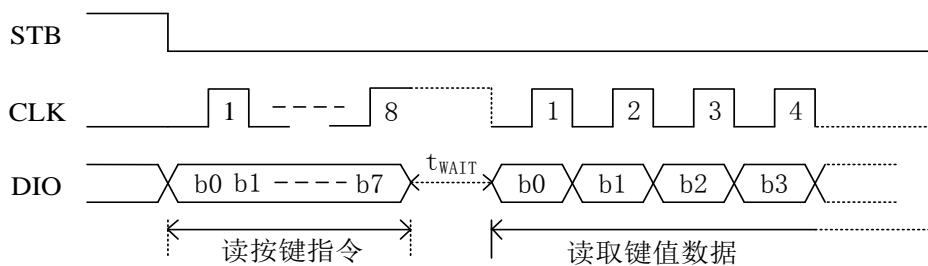 STB
CLK 1 8 1 2 3 4
t_WAIT
DIO b0 b1 ---- b7 b0 b1 b2 b3
读按键指令 读取键值数据